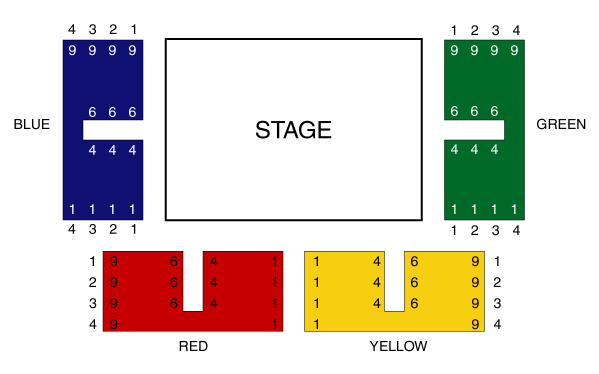 4 3 2 1
1 2 3 4
9 9 9 9
9 9 9 9
6 6 6
6 6 6
BLUE
STAGE
GREEN
4 4 4
4 4 4
1 1 1 1
1 1 1 1
4 3 2 1
1 2 3 4
1 9 6 4 1
1 4 6 9 1
2 9 6 4 1
1 4 6 9 2
3 9 6 4 1
1 4 6 9 3
4 9 1
1 9 4
RED
YELLOW